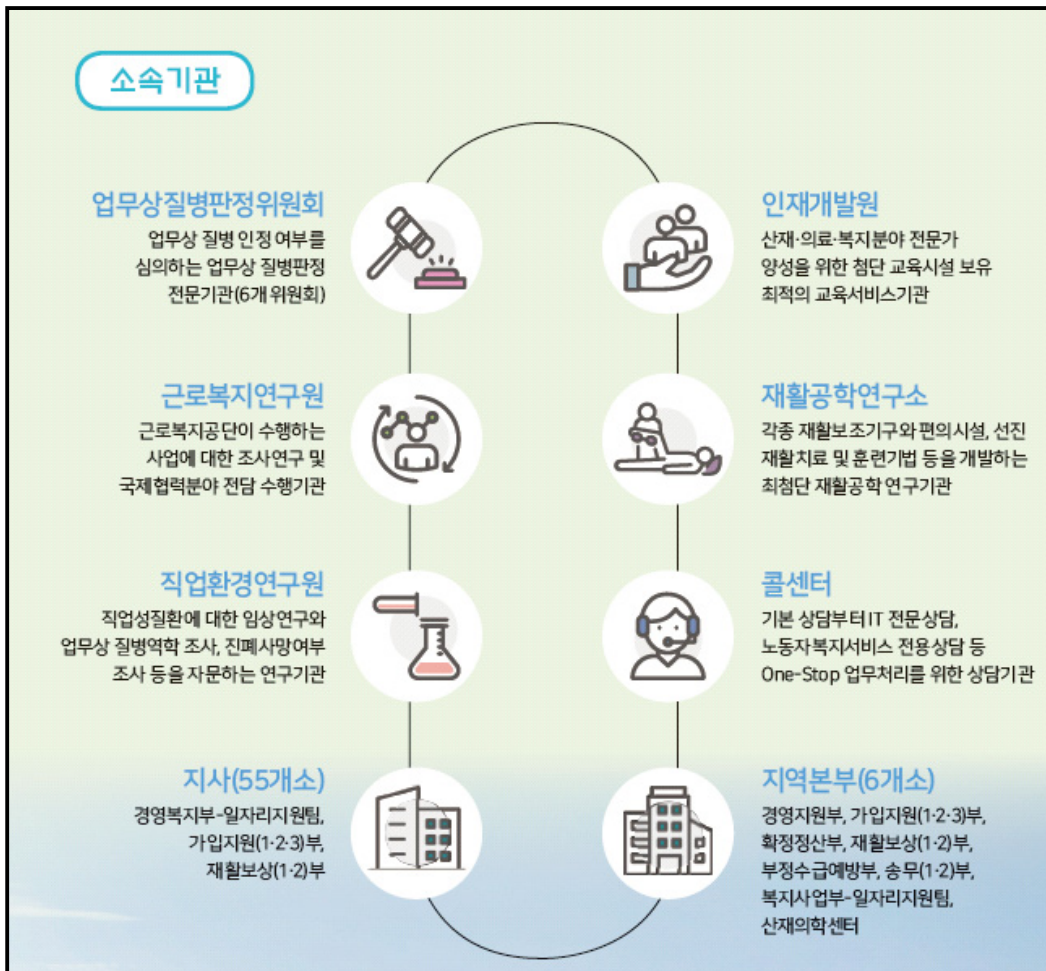 소속기관
업무상질병판정위원회
업무상 질병 인정 여부를
심의하는 업무상 질병판정
전문기관(6개 위원회)
인재개발원
산재·의료·복지분야 전문가
양성을 위한 첨단 교육시설 보유
최적의 교육서비스기관
근로복지연구원
근로복지공단이 수행하는
사업에 대한 조사연구 및
국제협력분야 전담 수행기관
재활공학연구소
각종 재활보조기구와 편의시설, 선진
재활치료 및 훈련기법 등을 개발하는
최첨단 재활공학 연구기관
직업환경연구원
직업성질환에 대한 임상연구와
업무상 질병역학 조사, 진폐사망여부
조사 등을 자문하는 연구기관
콜센터
기본 상담부터 IT 전문상담,
노동자복지서비스 전용상담 등
One-Stop 업무처리를 위한 상담기관
지사(55개소)
경영복지부-일자리지원팀,
가입지원(1·2·3)부,
재활보상(1·2)부
지역본부(6개소)
경영지원부, 가입지원(1·2·3)부,
확정정산부, 재활보상(1·2)부,
부정수급예방부, 송무(1·2)부,
복지사업부-일자리지원팀,
산재의학센터